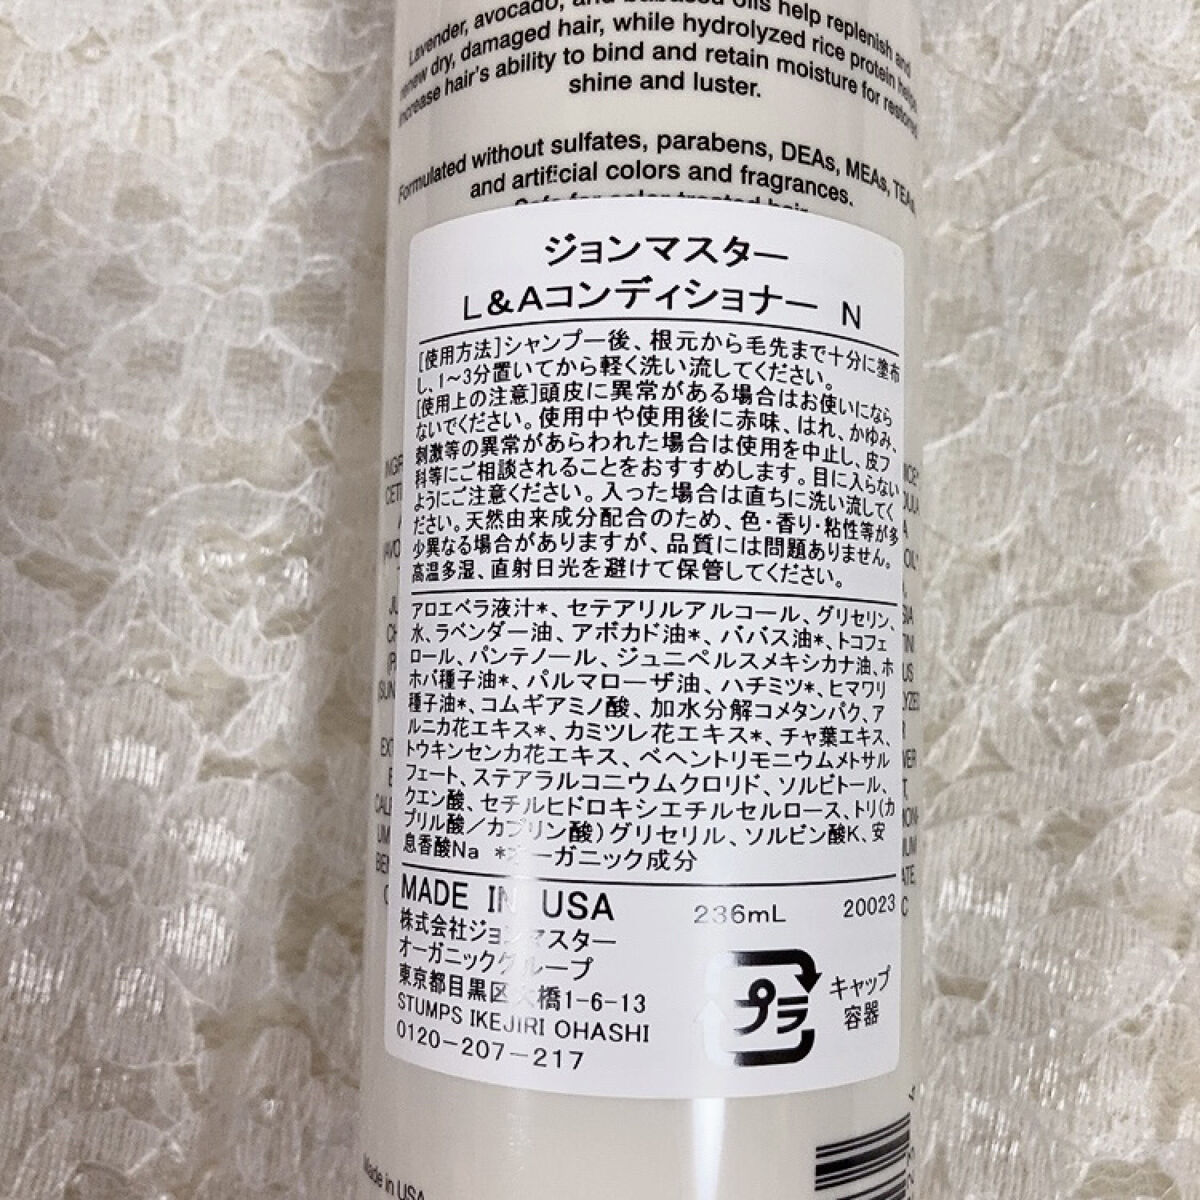 Lavender, avocado, and babassu oils help replenish and
renew dry, damaged hair, while hydrolyzed rice protein helps
increase hair's ability to bind and retain moisture for restored
shine and luster.
Formulated without sulfates, parabens, DEAs, MEAs, TEAs
and artificial colors and fragrances.
Safe for color treated hair
ジョンマスター
L&Aコンディショナー N
[使用方法]シャンプー後、根元から毛先まで十分に塗布
し、1～3分置いてから軽く洗い流してください。
[使用上の注意]頭皮に異常がある場合はお使いになら
ないでください。使用中や使用後に赤味、はれ、かゆみ、
刺激等の異常があらわれた場合は使用を中止し、皮フ
科等にご相談されることをおすすめします。目に入らない
ようにご注意ください。入った場合は直ちに洗い流してく
ださい。天然由来成分配合のため、色・香り・粘性等が多
少異なる場合がありますが、品質には問題ありません。
高温多湿、直射日光を避けて保管してください。
アロエベラ液汁*、セテアリルアルコール、グリセリン、
水、ラベンダー油、アボカド油*、ババス油*、トコフェ
ロール、パンテノール、ジュニペルスメキシカナ油、ホ
ホバ種子油*、パルマローザ油、ハチミツ*、ヒマワリ
種子油*、コムギアミノ酸、加水分解コメタンパク、ア
ルニカ花エキス*、カミツレ花エキス*、チャ葉エキス、
トウキンセンカ花エキス、ベヘントリモニウムメトサル
フェート、ステアラルコニウムクロリド、ソルビトール、
クエン酸、セチルヒドロキシエチルセルロース、トリ(カ
プリル酸/カプリン酸)グリセリル、ソルビン酸K、安
息香酸Na *オーガニック成分
MADE IN USA 236mL 20023
株式会社ジョンマスター
オーガニックグループ
東京都目黒区大橋1-6-13
STUMPS IKEJIRI OHASHI
0120-207-217
プラ
キャップ
容器
Made in USA